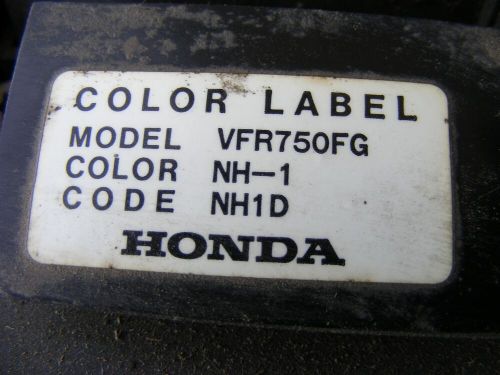 COLOR LABEL
MODEL VFR750FG
COLOR NH-1
CODE NH1D
HONDA